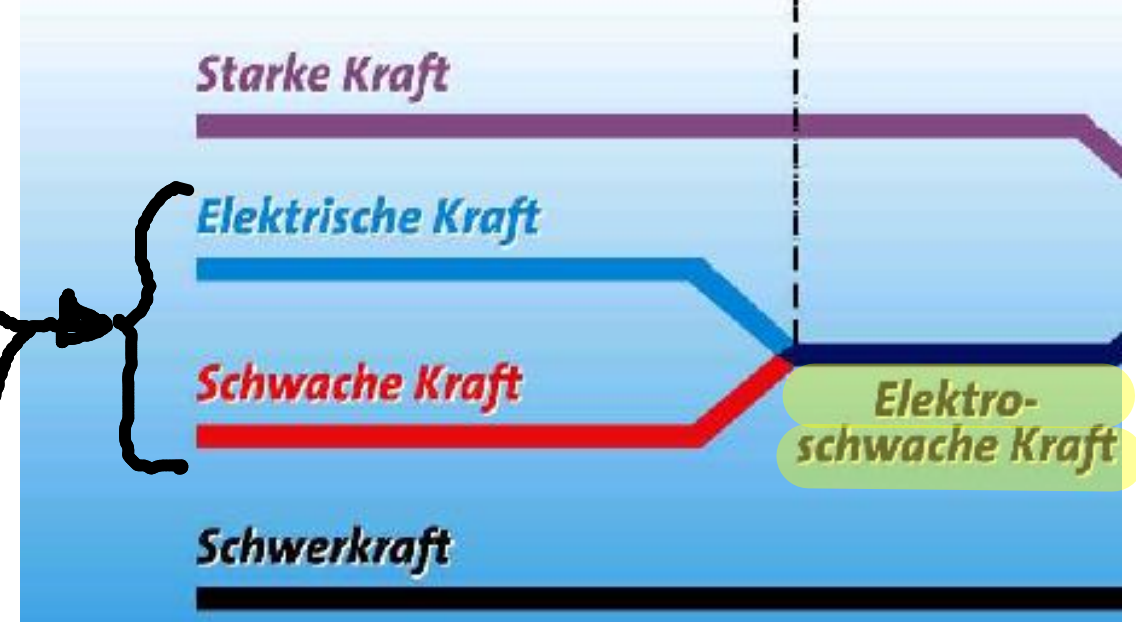 Starke Kraft
Elektrische Kraft
Schwache Kraft
Elektro-
schwache Kraft
Schwerkraft